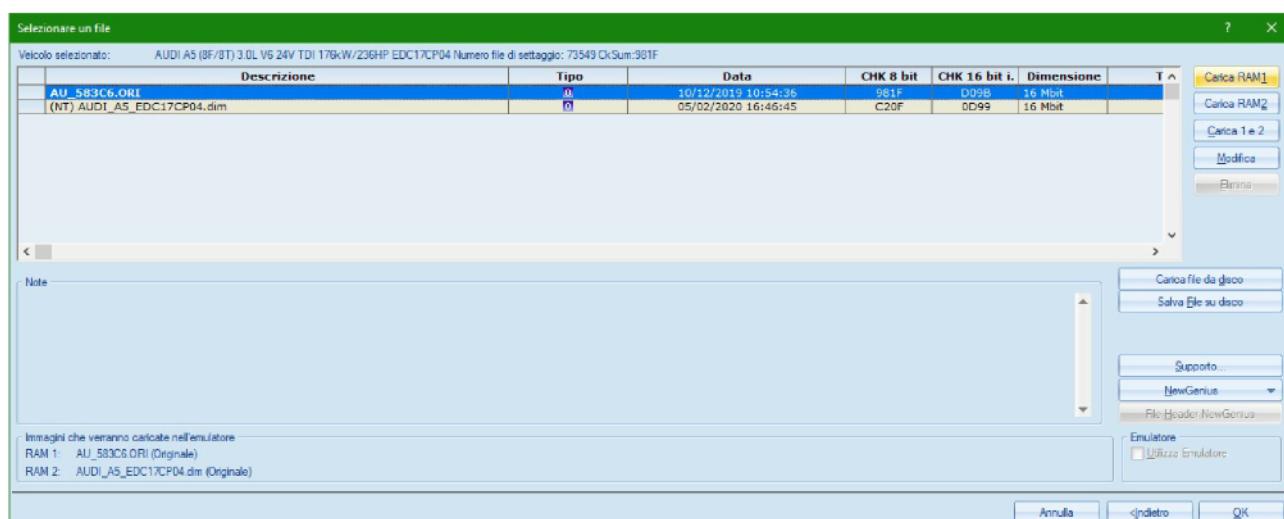 Selezionare un file
? X
Veicolo selezionato: AUDI A5 (8F/8T) 3.0L V6 24V TDI 176kW/236HP EDC17CP04 Numero file di settaggio: 73549 CkSum:981F
Descrizione Tipo Data CHK 8 bit CHK 16 bit i. Dimensione T
AU_583C6.ORI 10/12/2019 10:54:36 981F D09B 16 Mbit
(NT) AUDI_A5_EDC17CP04.dim 05/02/2020 16:46:45 C20F 0D99 16 Mbit
Carica RAM1
Carica RAM2
Carica 1 e 2
Modifica
Elimina
Carica file da disco
Salva File su disco
Note
Supporto...
NewGenius
File Header NewGenius
Immagini che verranno caricate nell'emulatore
RAM 1: AU_583C6.ORI (Originale)
RAM 2: AUDI_A5_EDC17CP04.dim (Originale)
Emulatore
Utilizza Emulatore
Annulla <Indietro OK